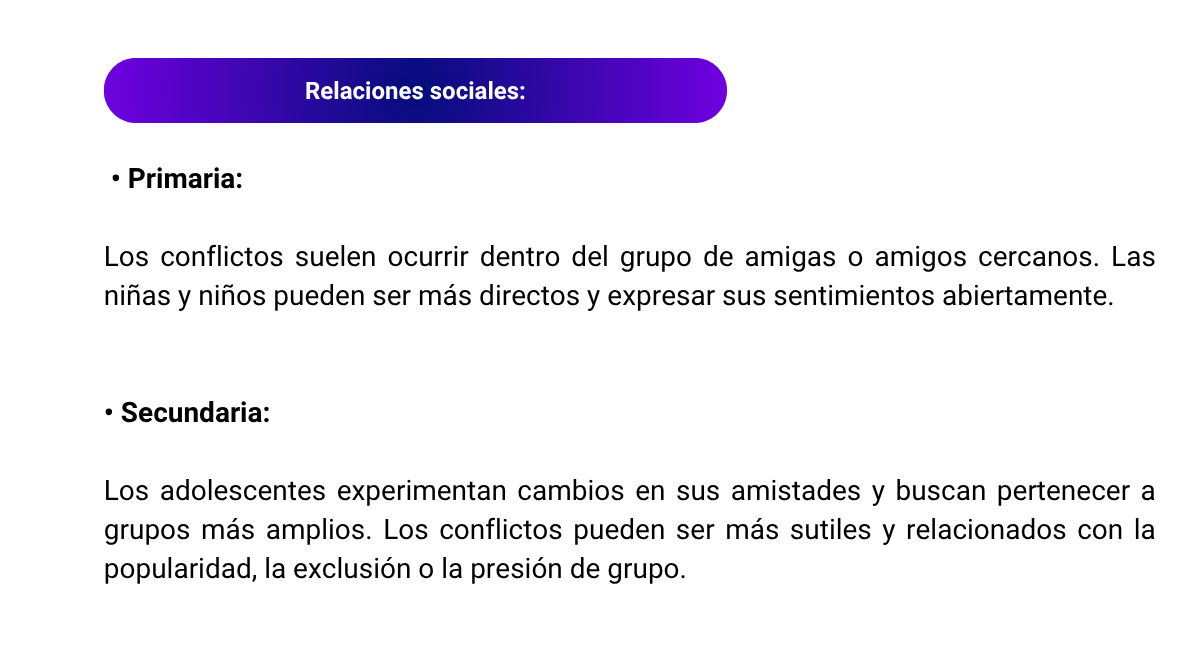 Relaciones sociales:
• Primaria:
Los conflictos suelen ocurrir dentro del grupo de amigas o amigos cercanos. Las
niñas y niños pueden ser más directos y expresar sus sentimientos abiertamente.
• Secundaria:
Los adolescentes experimentan cambios en sus amistades y buscan pertenecer a
grupos más amplios. Los conflictos pueden ser más sutiles y relacionados con la
popularidad, la exclusión o la presión de grupo.